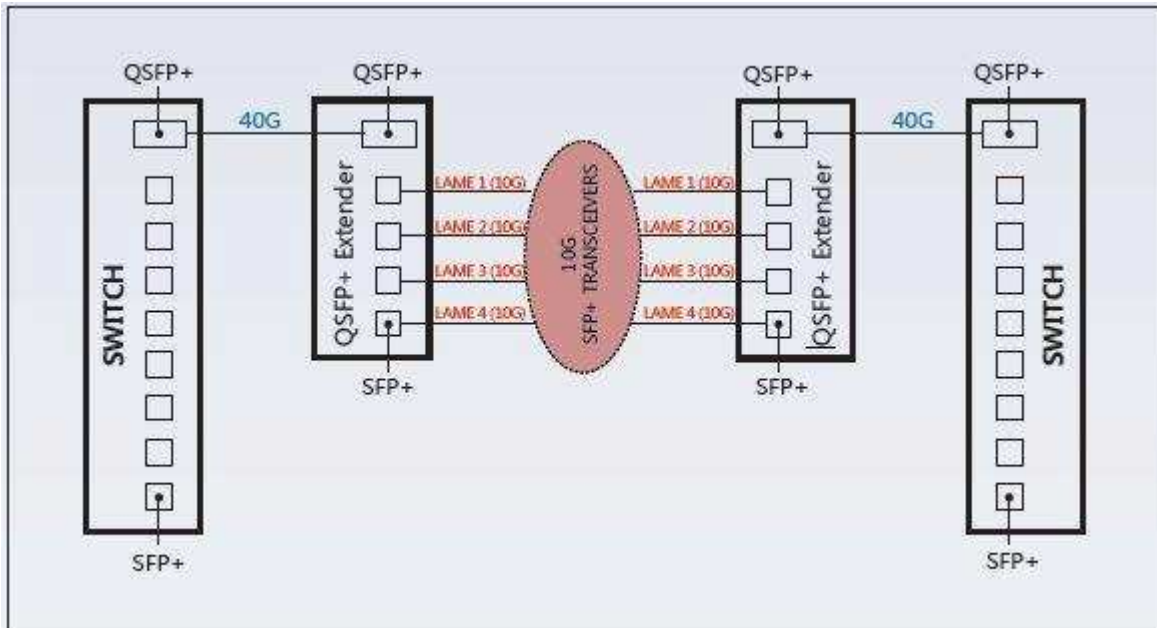 QSFP+
QSFP+
QSFP+
QSFP+
40G
40G
SWITCH
QSFP+ Extender
LAME 1 (10G)
LAME 2 (10G)
LAME 3 (10G)
LAME 4 (10G)
10G
SFP+ TRANSCEIVERS
LAME 1 (10G)
LAME 2 (10G)
LAME 3 (10G)
LAME 4 (10G)
QSFP+ Extender
SWITCH
SFP+
SFP+
SFP+
SFP+